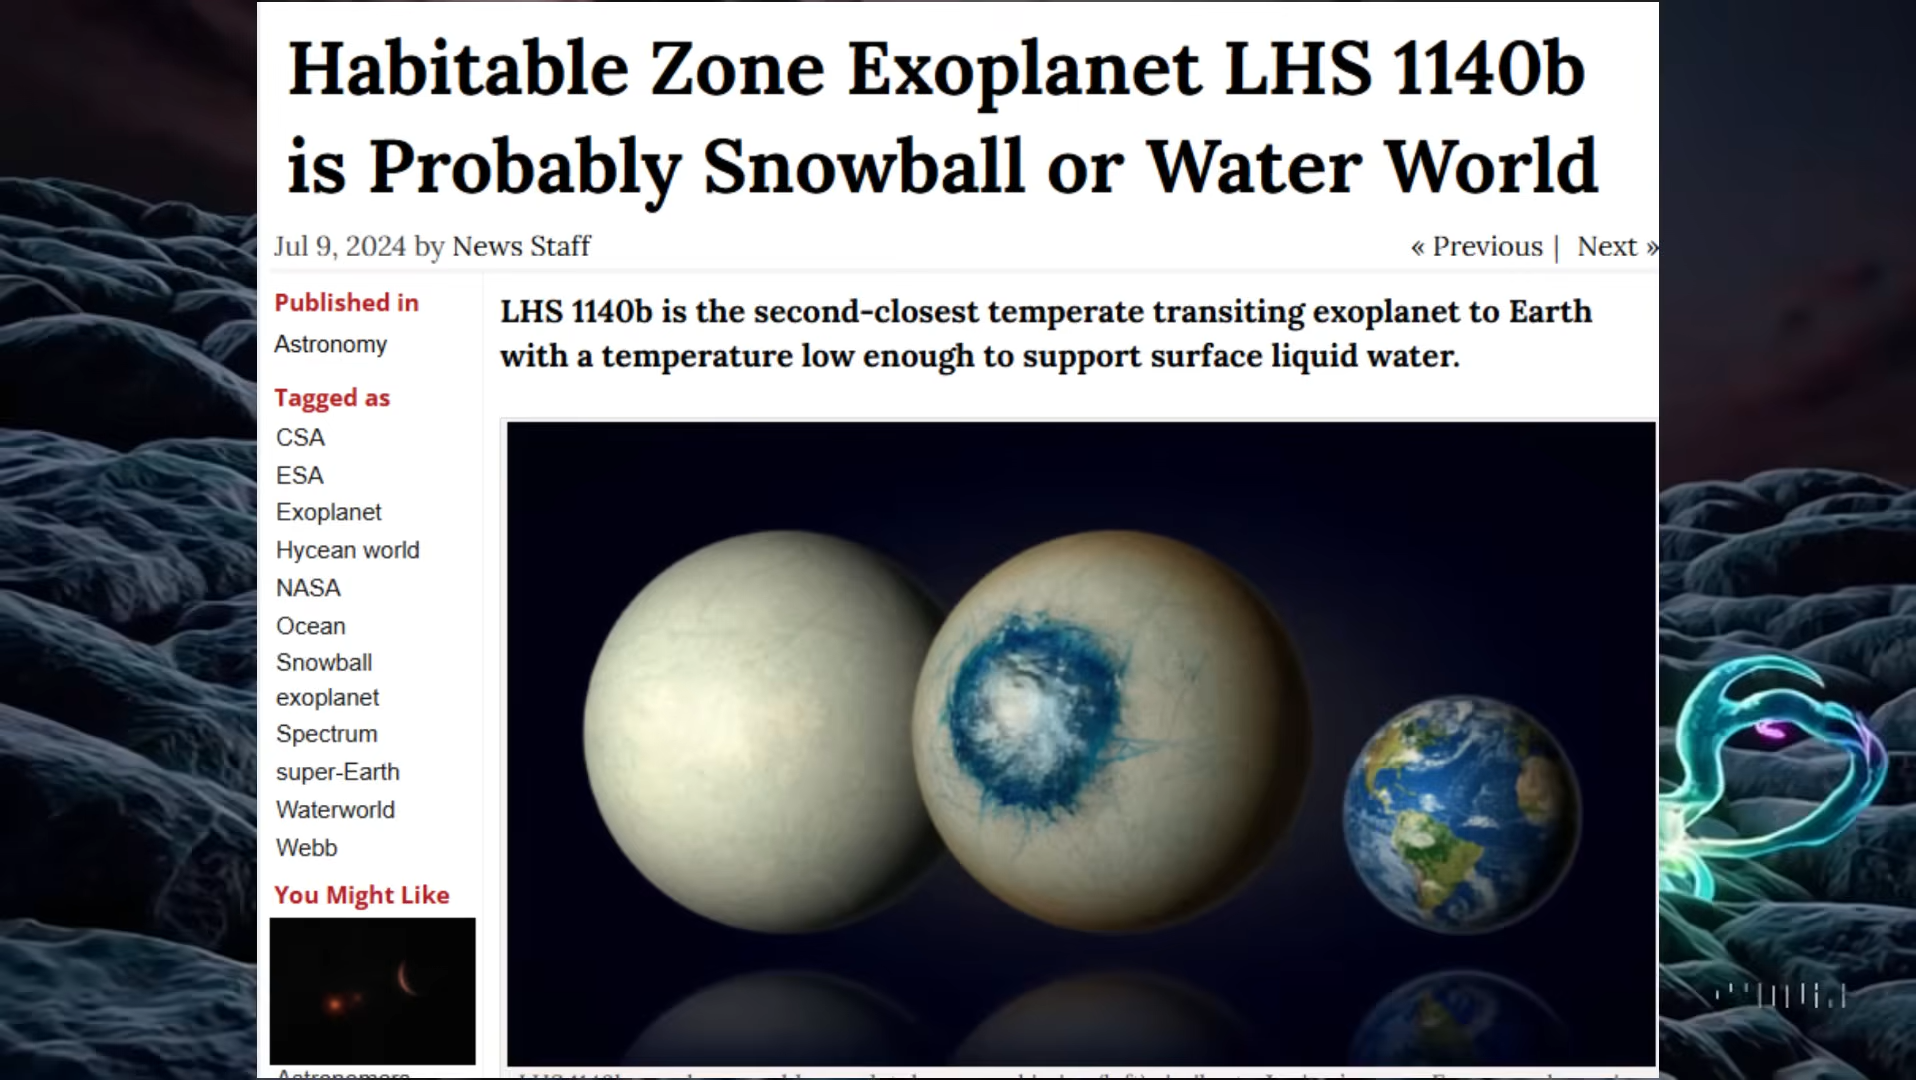 Habitable Zone Exoplanet LHS 1140b
is Probably Snowball or Water World
Jul 9, 2024 by News Staff
« Previous | Next »
Published in
Astronomy
Tagged as
CSA
ESA
Exoplanet
Hycean world
NASA
Ocean
Snowball
exoplanet
Spectrum
super-Earth
Waterworld
Webb
You Might Like
LHS 1140b is the second-closest temperate transiting exoplanet to Earth
with a temperature low enough to support surface liquid water.